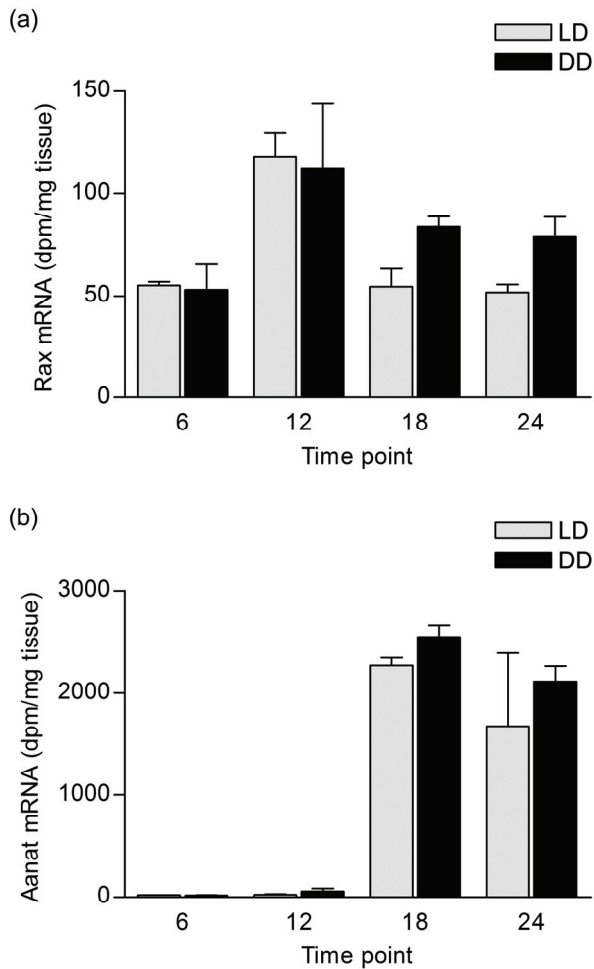 (a)
LD
DD
Rax mRNA (dpm/mg tissue)
150
100
50
0
6 12 18 24
Time point
(b)
LD
DD
Aanat mRNA (dpm/mg tissue)
3000
2000
1000
0
6 12 18 24
Time point